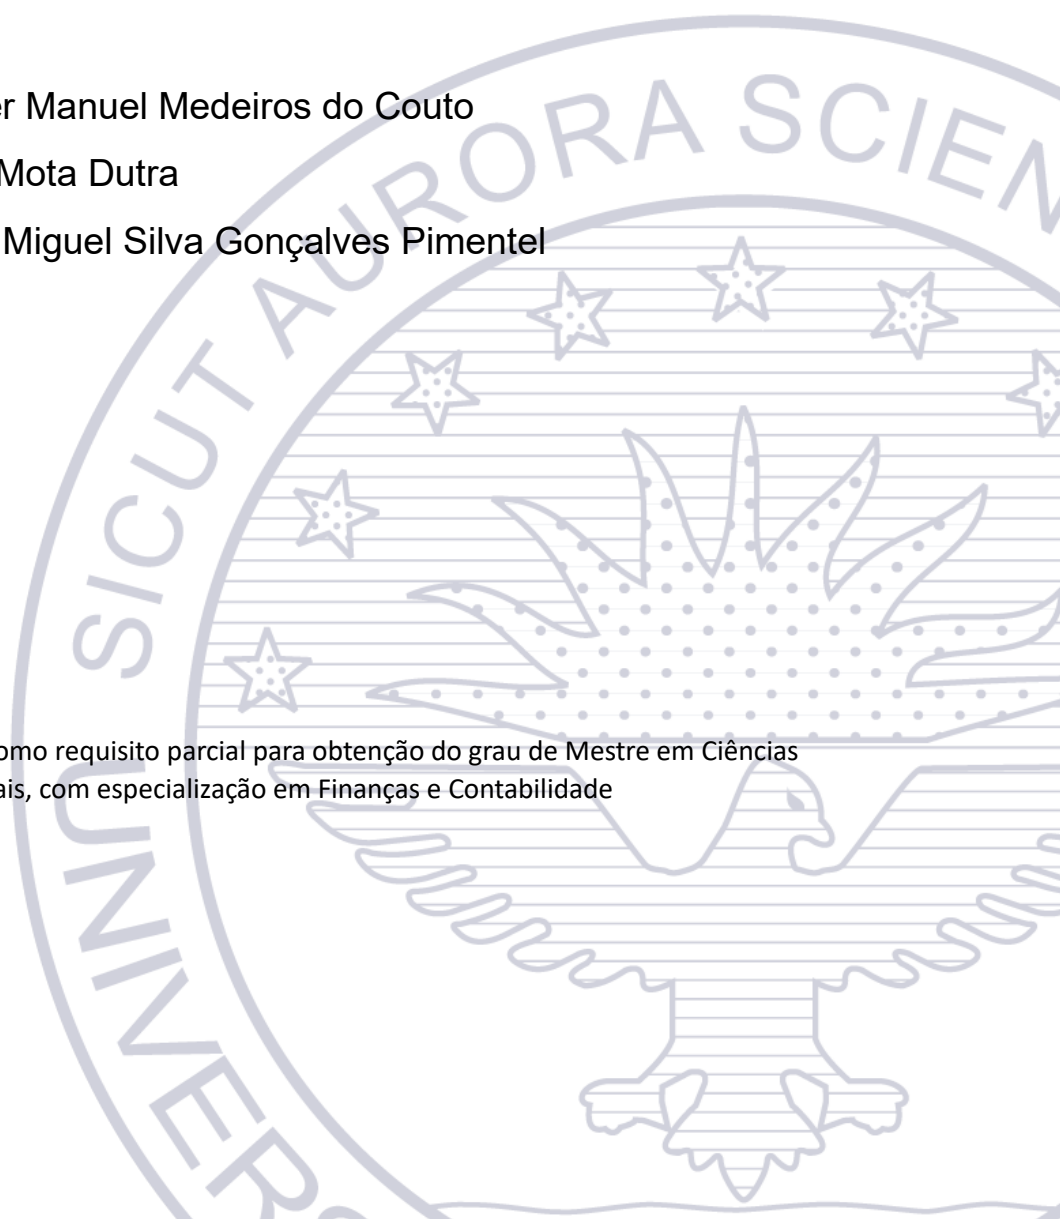 er Manuel Medeiros do Couto
Mota Dutra
Miguel Silva Gonçalves Pimentel
omo requisito parcial para obtenção do grau de Mestre em Ciências
ais, com especialização em Finanças e Contabilidade
SICUT AURORA SCIEN
UNIVERS